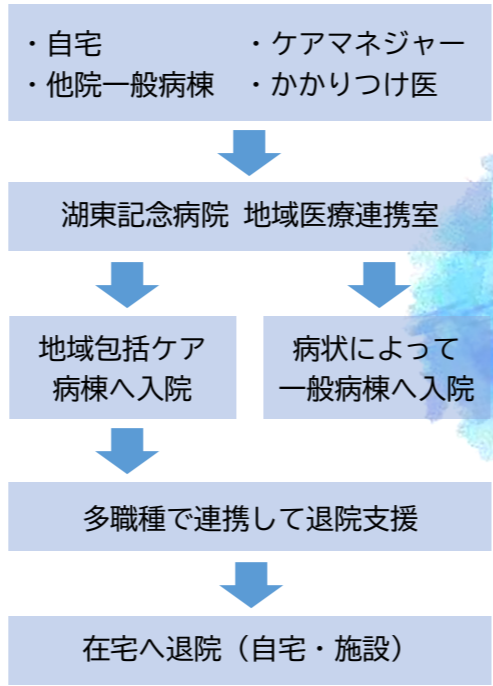 ・自宅 ・ケアマネジャー
・他院一般病棟 ・かかりつけ医
湖東記念病院 地域医療連携室
地域包括ケア
病棟へ入院
病状によって
一般病棟へ入院
多職種で連携して退院支援
在宅へ退院（自宅・施設）